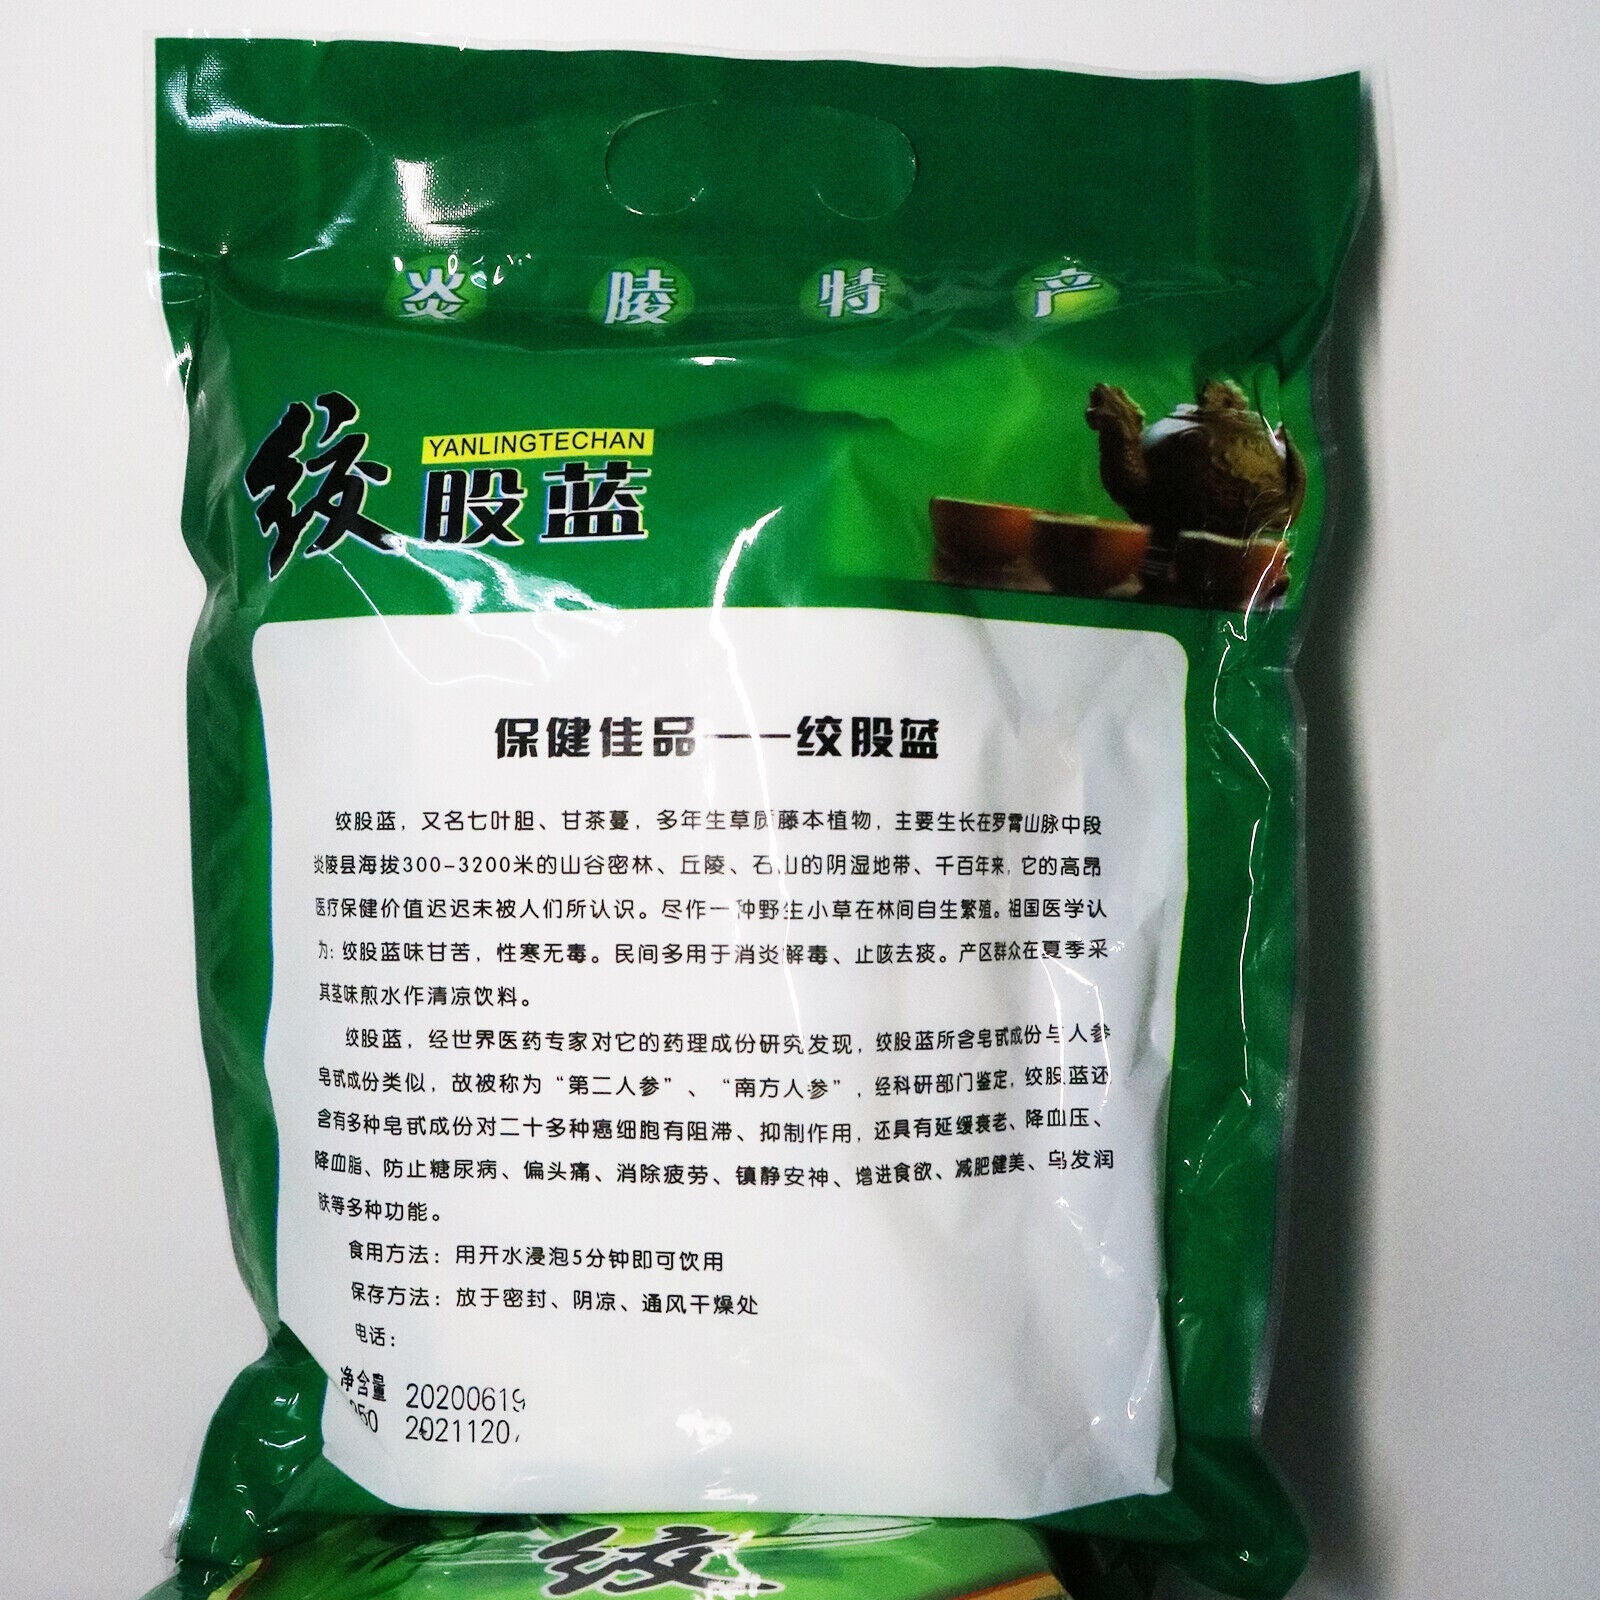 炎陵特产
YANLINGTECHAN
绞股蓝
保健佳品——绞股蓝
绞股蓝，又名七叶胆、甘茶蔓，多年生草质藤本植物，主要生长在罗霄山脉中段
炎陵县海拔300-3200米的山谷密林、丘陵、石山的阴湿地带、千百年来，它的高昂
医疗保健价值迟迟未被人们所认识。尽作一种野生小草在林间自生繁殖。祖国医学认
为：绞股蓝味甘苦，性寒无毒。民间多用于消炎解毒、止咳去痰。产区群众在夏季采
其茎味煎水作清凉饮料。
绞股蓝，经世界医药专家对它的药理成份研究发现，绞股蓝所含皂甙成份与人参
皂甙成份类似，故被称为“第二人参”、“南方人参”，经科研部门鉴定，绞股蓝还
含有多种皂甙成份对二十多种癌细胞有阻滞、抑制作用，还具有延缓衰老、降血压、
降血脂、防止糖尿病、偏头痛、消除疲劳、镇静安神、增进食欲、减肥健美、乌发润
肤等多种功能。
食用方法：用开水浸泡5分钟即可饮用
保存方法：放于密封、阴凉、通风干燥处
电话：
净含量 20200619
2021120
绞